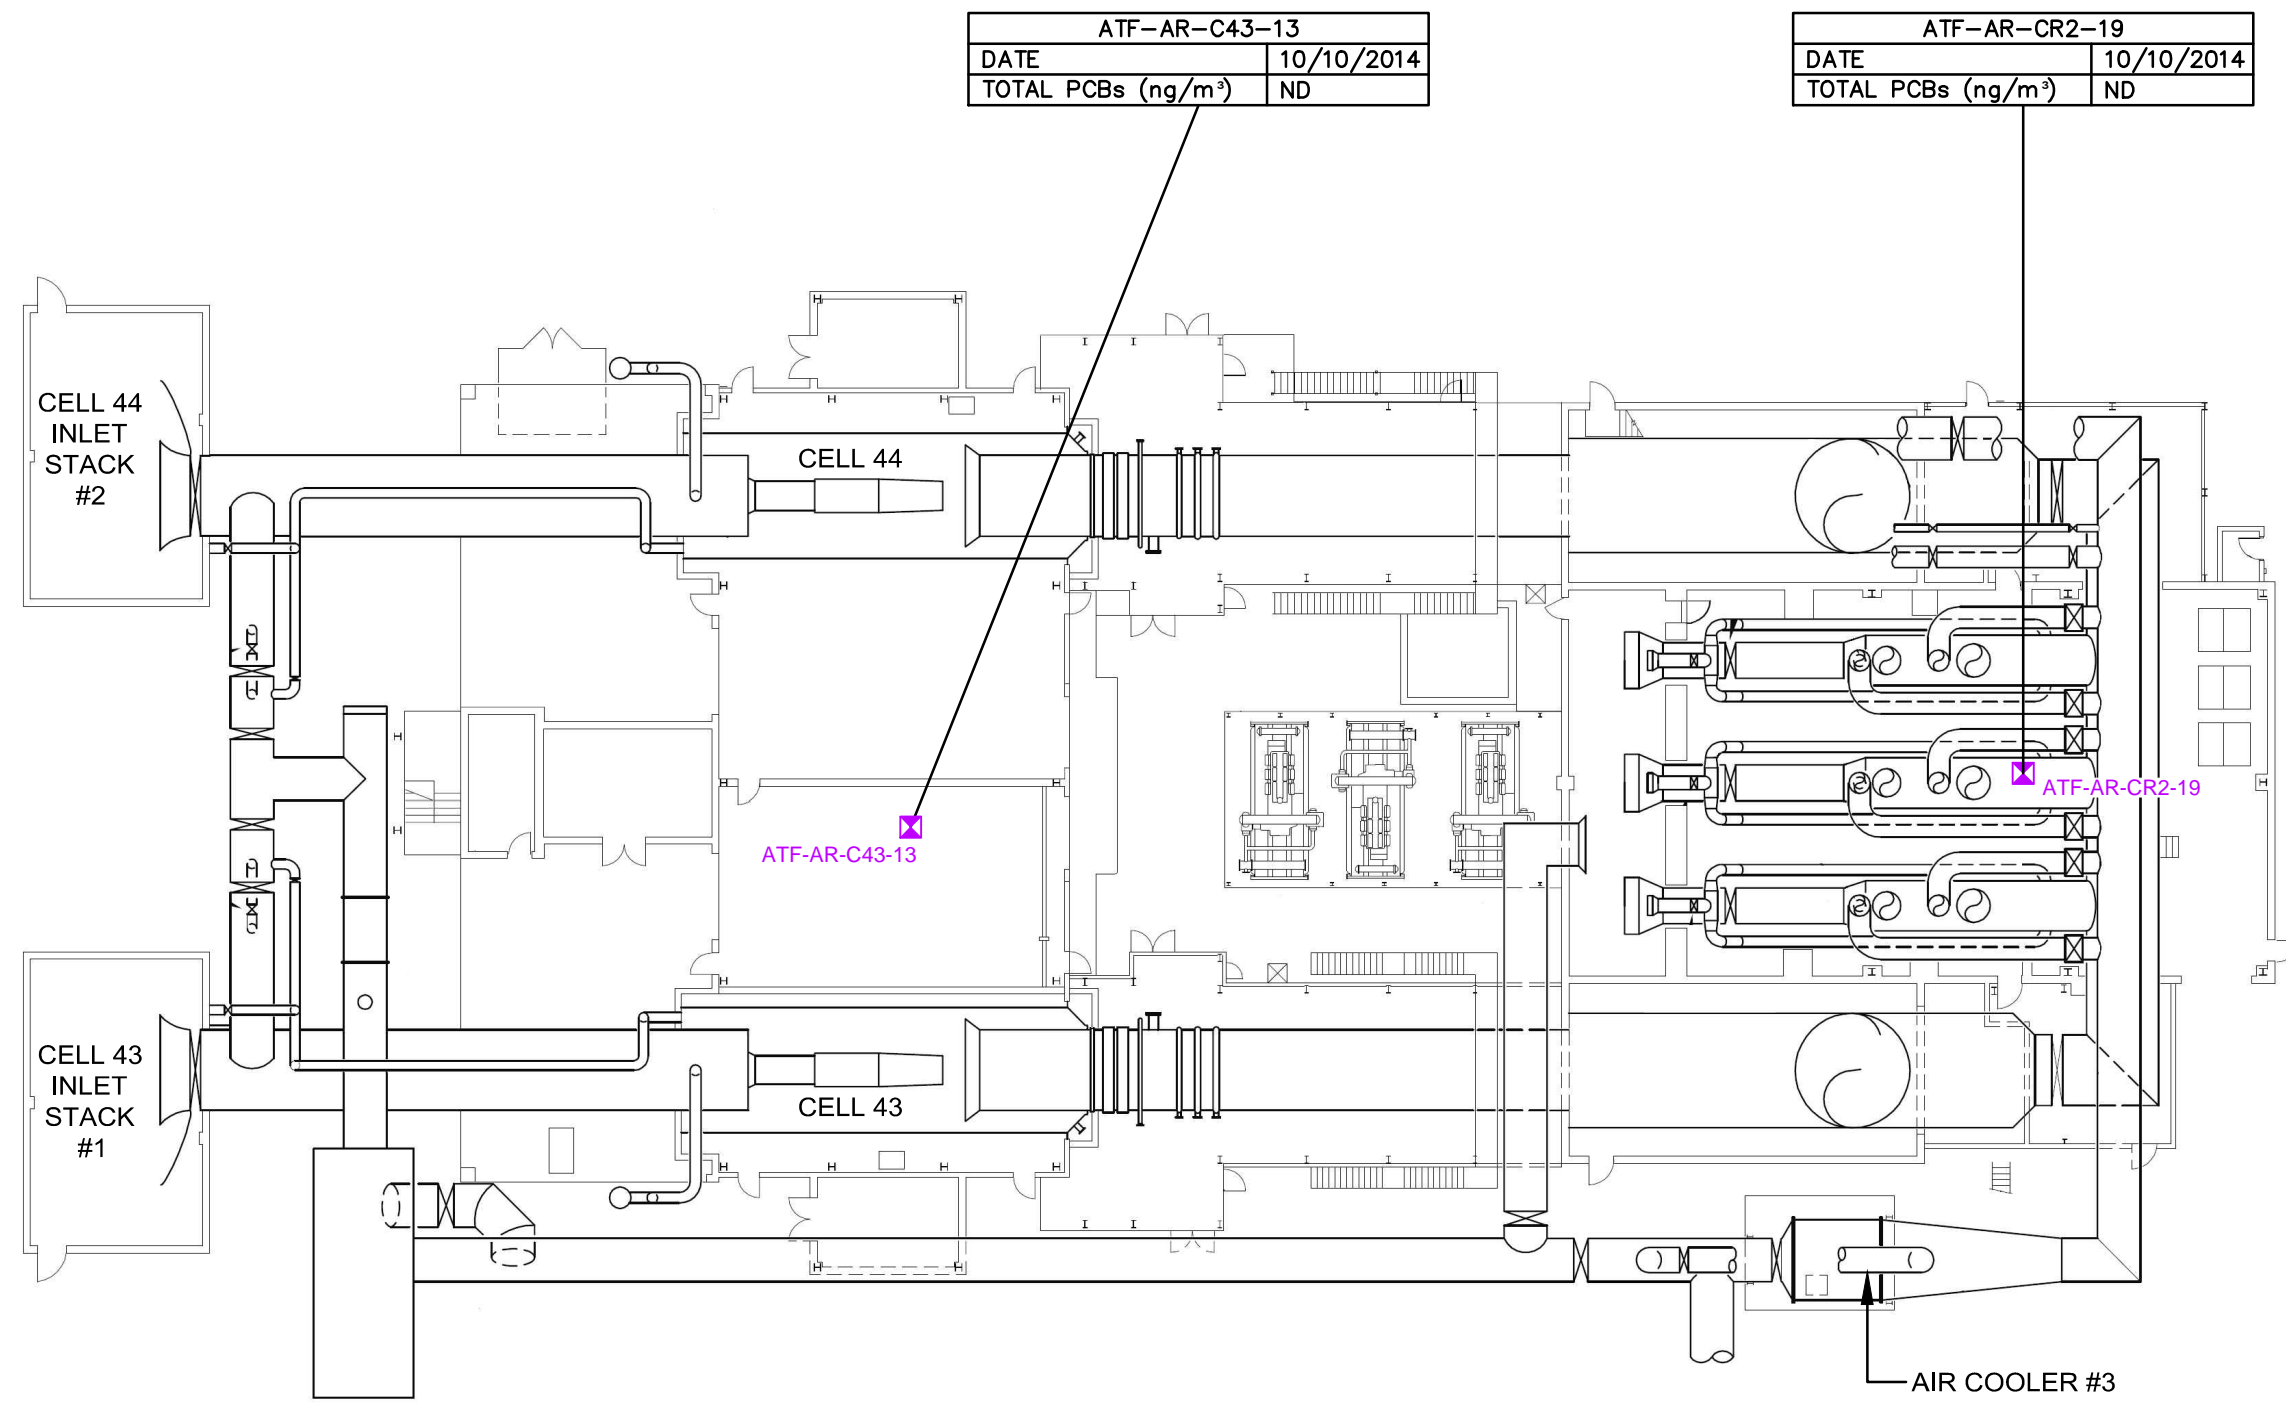 ATF-AR-C43-13
DATE 10/10/2014
TOTAL PCBs (ng/m³) ND
ATF-AR-CR2-19
DATE 10/10/2014
TOTAL PCBs (ng/m³) ND
CELL 44
INLET
STACK
#2
CELL 44
ATF-AR-CR2-19
ATF-AR-C43-13
CELL 43
INLET
STACK
#1
CELL 43
AIR COOLER #3